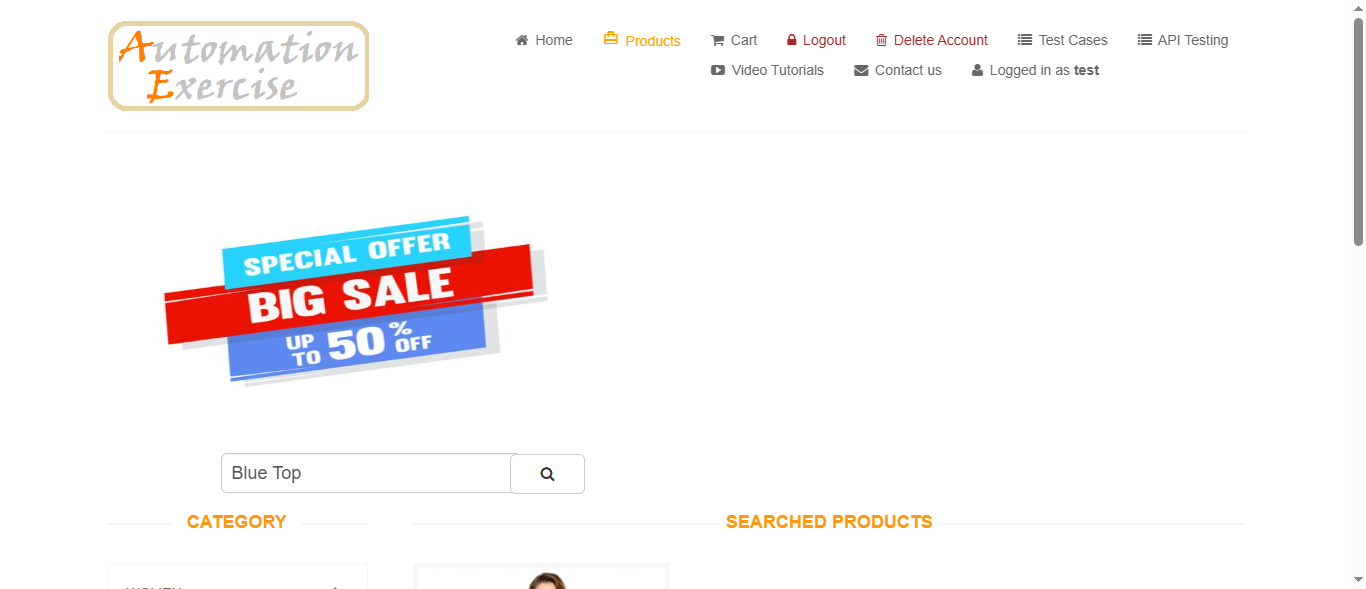 Automation
Exercise
Home Products Cart Logout Delete Account Test Cases API Testing
Video Tutorials Contact us Logged in as test
SPECIAL OFFER
BIG SALE
UP TO 50% OFF
Blue Top
CATEGORY
SEARCHED PRODUCTS